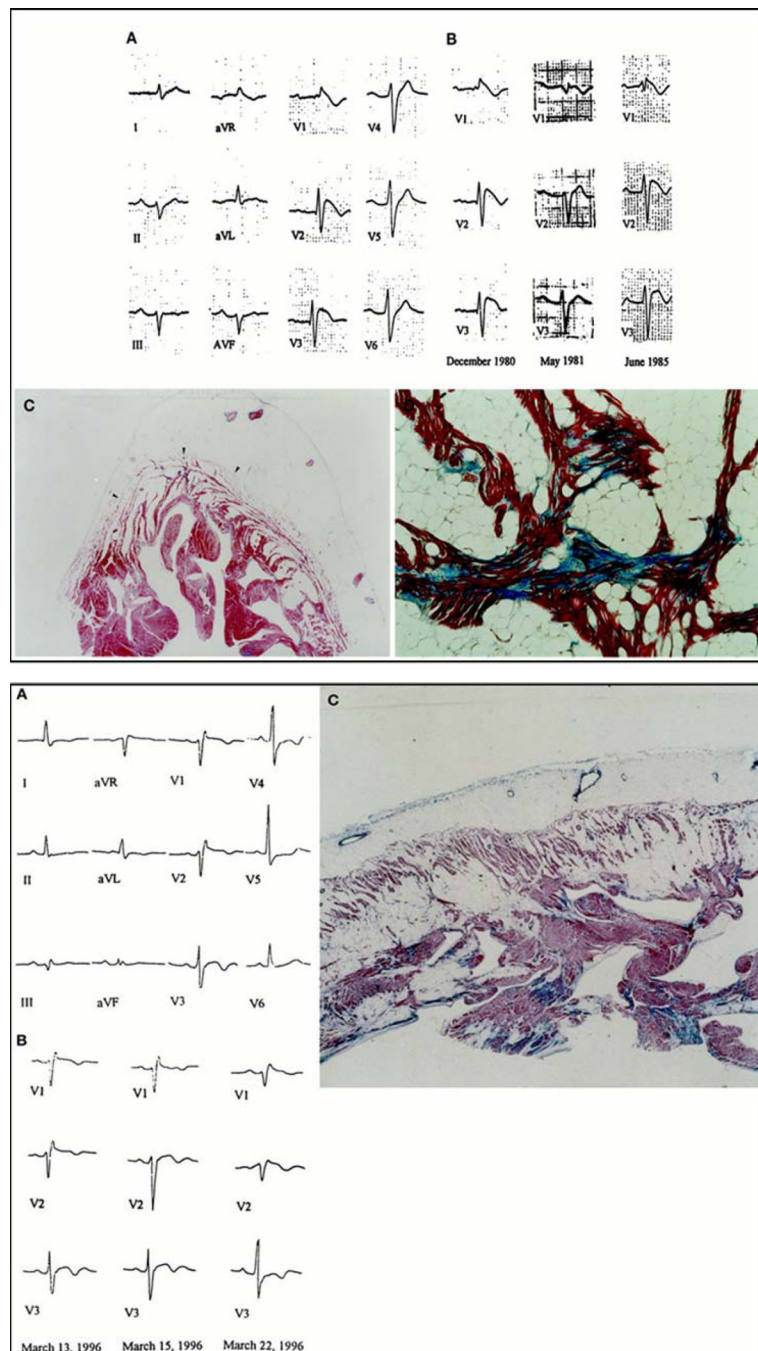 A
B
I
aVR
V1
V4
V1
V1
V1
II
aVL
V2
V5
V2
V2
V2
III
AVF
V3
V6
V3
V3
V3
December 1980
May 1981
June 1985
C
D
A
C
I
aVR
V1
V4
II
aVL
V2
V5
III
aVF
V3
V6
B
V1
V1
V1
V2
V2
V2
V3
V3
V3
March 13, 1996
March 15, 1996
March 22, 1996